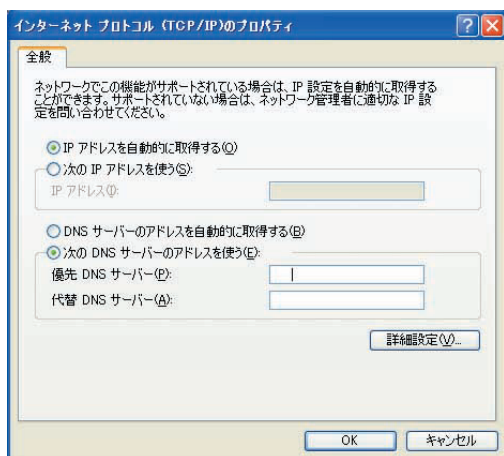 インターネット プロトコル (TCP/IP)のプロパティ
全般
ネットワークでこの機能がサポートされている場合は、IP 設定を自動的に取得する
ことができます。サポートされていない場合は、ネットワーク管理者に適切な IP 設
定を問い合わせてください。
IP アドレスを自動的に取得する(O)
次の IP アドレスを使う(S):
IP アドレス(I):
DNS サーバーのアドレスを自動的に取得する(B)
次の DNS サーバーのアドレスを使う(E):
優先 DNS サーバー(P):
代替 DNS サーバー(A):
詳細設定(V)...
OK
キャンセル